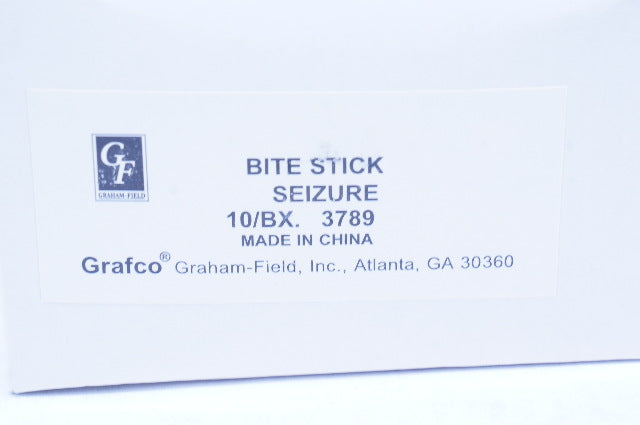 GF
GRAHAM-FIELD
BITE STICK
SEIZURE
10/BX. 3789
MADE IN CHINA
Grafco® Graham-Field, Inc., Atlanta, GA 30360